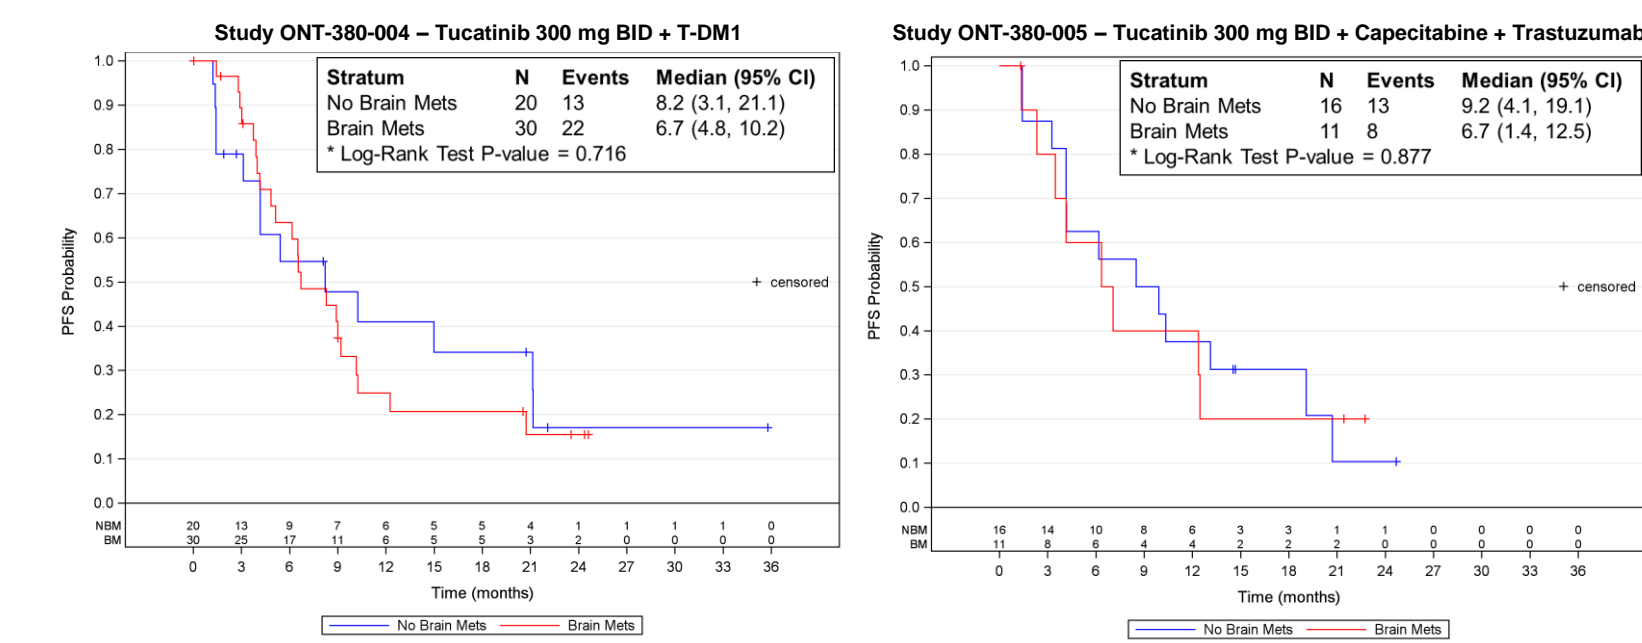 Study ONT-380-004 – Tucatinib 300 mg BID + T-DM1
Stratum N Events Median (95% CI)
No Brain Mets 20 13 8.2 (3.1, 21.1)
Brain Mets 30 22 6.7 (4.8, 10.2)
* Log-Rank Test P-value = 0.716
PFS Probability
1.0
0.9
0.8
0.7
0.6
0.5
0.4
0.3
0.2
0.1
0.0
+ censored
NBM 20 13 9 7 6 5 5 4 1 1 1 1 0
BM 30 25 17 11 6 5 5 3 2 0 0 0 0
0 3 6 9 12 15 18 21 24 27 30 33 36
Time (months)
No Brain Mets Brain Mets
Study ONT-380-005 – Tucatinib 300 mg BID + Capecitabine + Trastuzumab
Stratum N Events Median (95% CI)
No Brain Mets 16 13 9.2 (4.1, 19.1)
Brain Mets 11 8 6.7 (1.4, 12.5)
* Log-Rank Test P-value = 0.877
PFS Probability
1.0
0.9
0.8
0.7
0.6
0.5
0.4
0.3
0.2
0.1
0.0
+ censored
NBM 16 14 10 8 6 3 3 1 1 0 0 0 0
BM 11 8 6 4 4 2 2 2 0 0 0 0 0
0 3 6 9 12 15 18 21 24 27 30 33 36
Time (months)
No Brain Mets Brain Mets